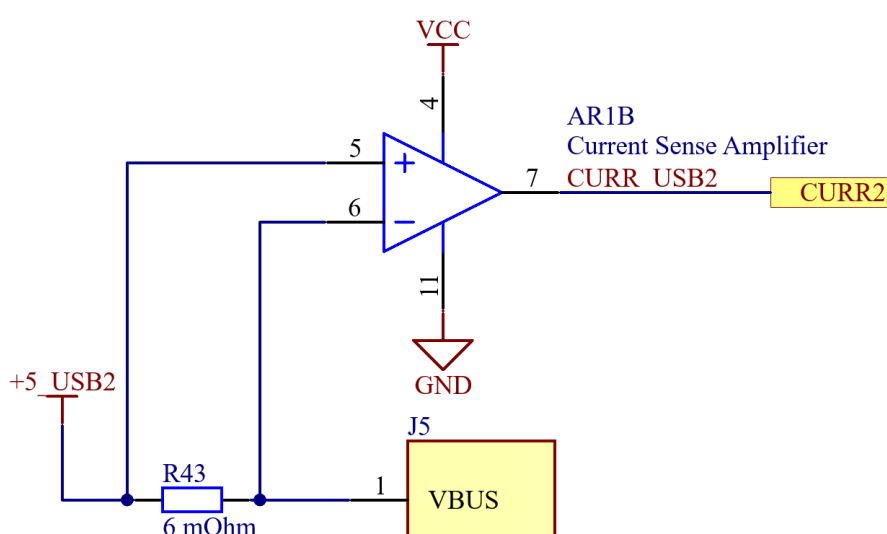 VCC
4
AR1B
Current Sense Amplifier
5
7
CURR_USB2
CURR2
6
11
GND
+5_USB2
J5
R43
1
VBUS
6 mOhm